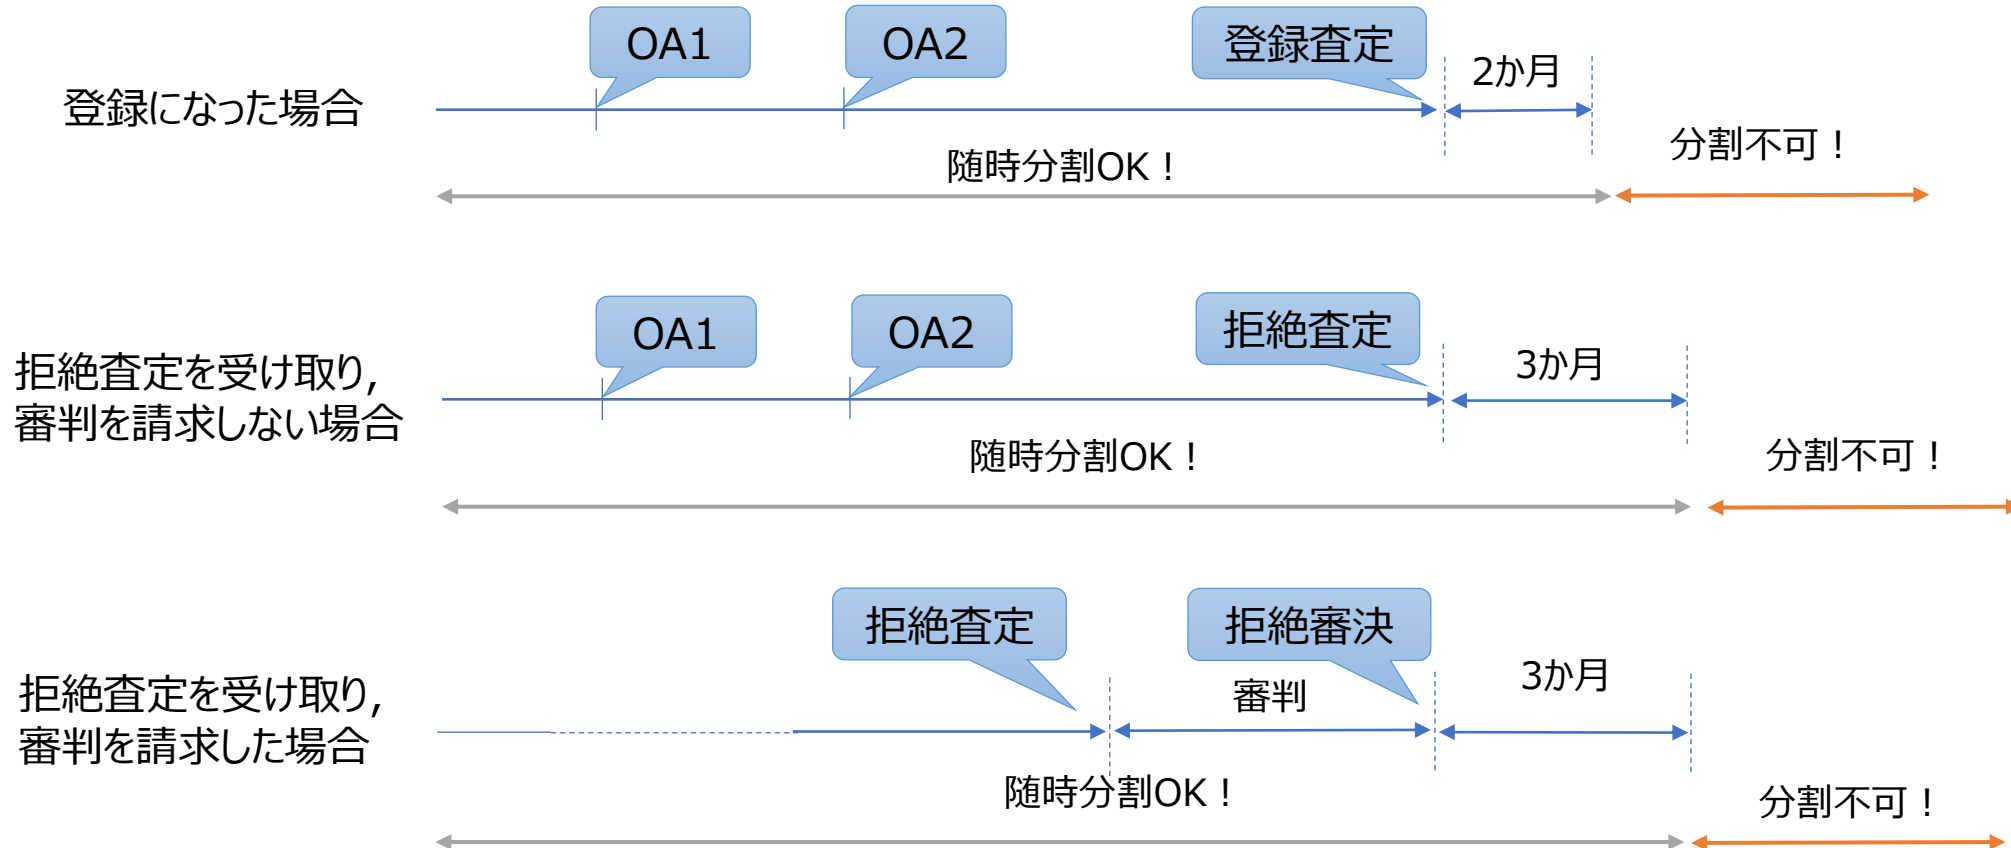 OA1
OA2
登録査定
2か月
登録になった場合
分割不可！
随時分割OK！
OA1
OA2
拒絶査定
3か月
拒絶査定を受け取り,
審判を請求しない場合
随時分割OK！
分割不可！
拒絶査定
拒絶審決
3か月
審判
拒絶査定を受け取り,
審判を請求した場合
随時分割OK！
分割不可！